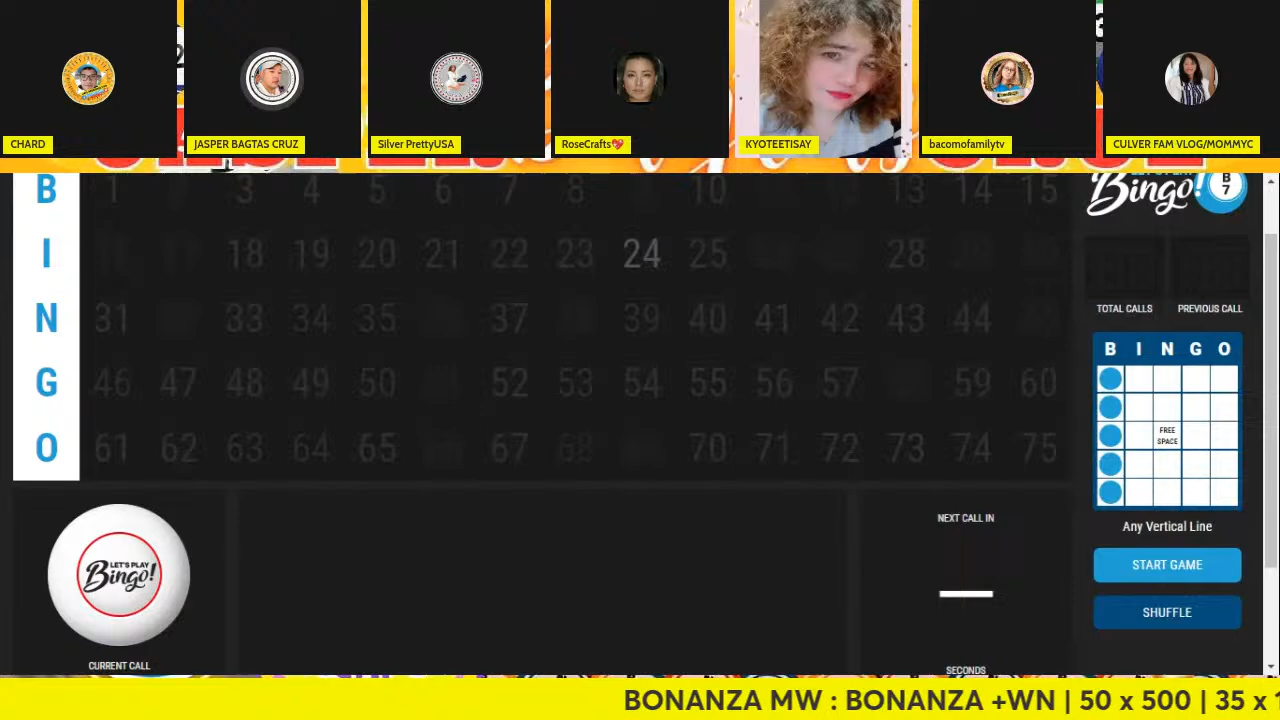 CHARD
JASPER BAGTAS CRUZ
Silver PrettyUSA
RoseCrafts💖
KYOTEETISAY
bacomofamilytv
CULVER FAM VLOG/MOMMYC
B 1 3 4 5 6 7 8 10 13 14 15
I 18 19 20 21 22 23 24 25 28
N 31 33 34 35 37 39 40 41 42 43 44
G 46 47 48 49 50 52 53 54 55 56 57 59 60
O 61 62 63 64 65 67 68 70 71 72 73 74 75
Bingo!
B
7
TOTAL CALLS
PREVIOUS CALL
B I N G O
FREE
SPACE
Any Vertical Line
START GAME
SHUFFLE
LET'S PLAY
Bingo!
CURRENT CALL
NEXT CALL IN
SECONDS
BONANZA MW : BONANZA +WN | 50 x 500 | 35 x